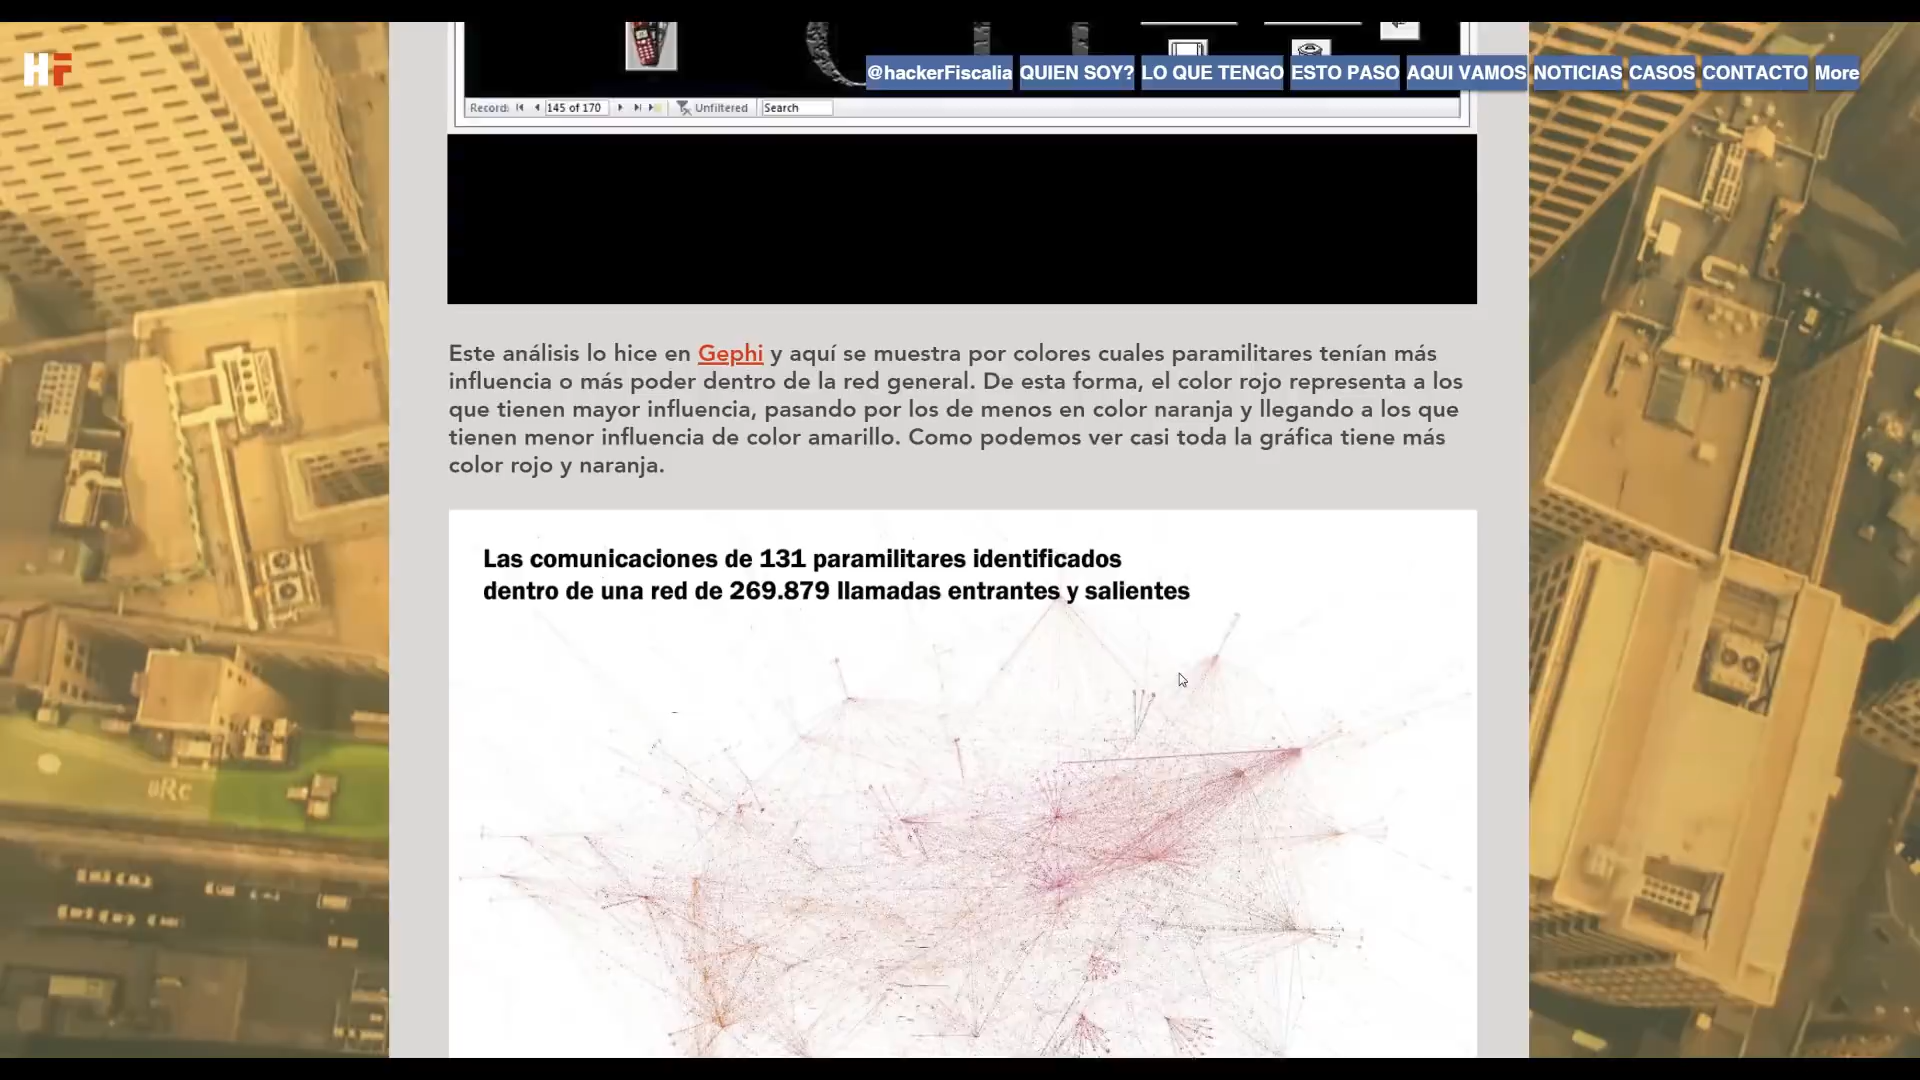 HF
@hackerFiscalia QUIEN SOY? LO QUE TENGO ESTO PASO AQUI VAMOS NOTICIAS CASOS CONTACTO More
Record: 145 of 170 Unfiltered Search
Este análisis lo hice en Gephi y aquí se muestra por colores cuales paramilitares tenían más
influencia o más poder dentro de la red general. De esta forma, el color rojo representa a los
que tienen mayor influencia, pasando por los de menos en color naranja y llegando a los que
tienen menor influencia de color amarillo. Como podemos ver casi toda la gráfica tiene más
color rojo y naranja.
Las comunicaciones de 131 paramilitares identificados
dentro de una red de 269.879 llamadas entrantes y salientes